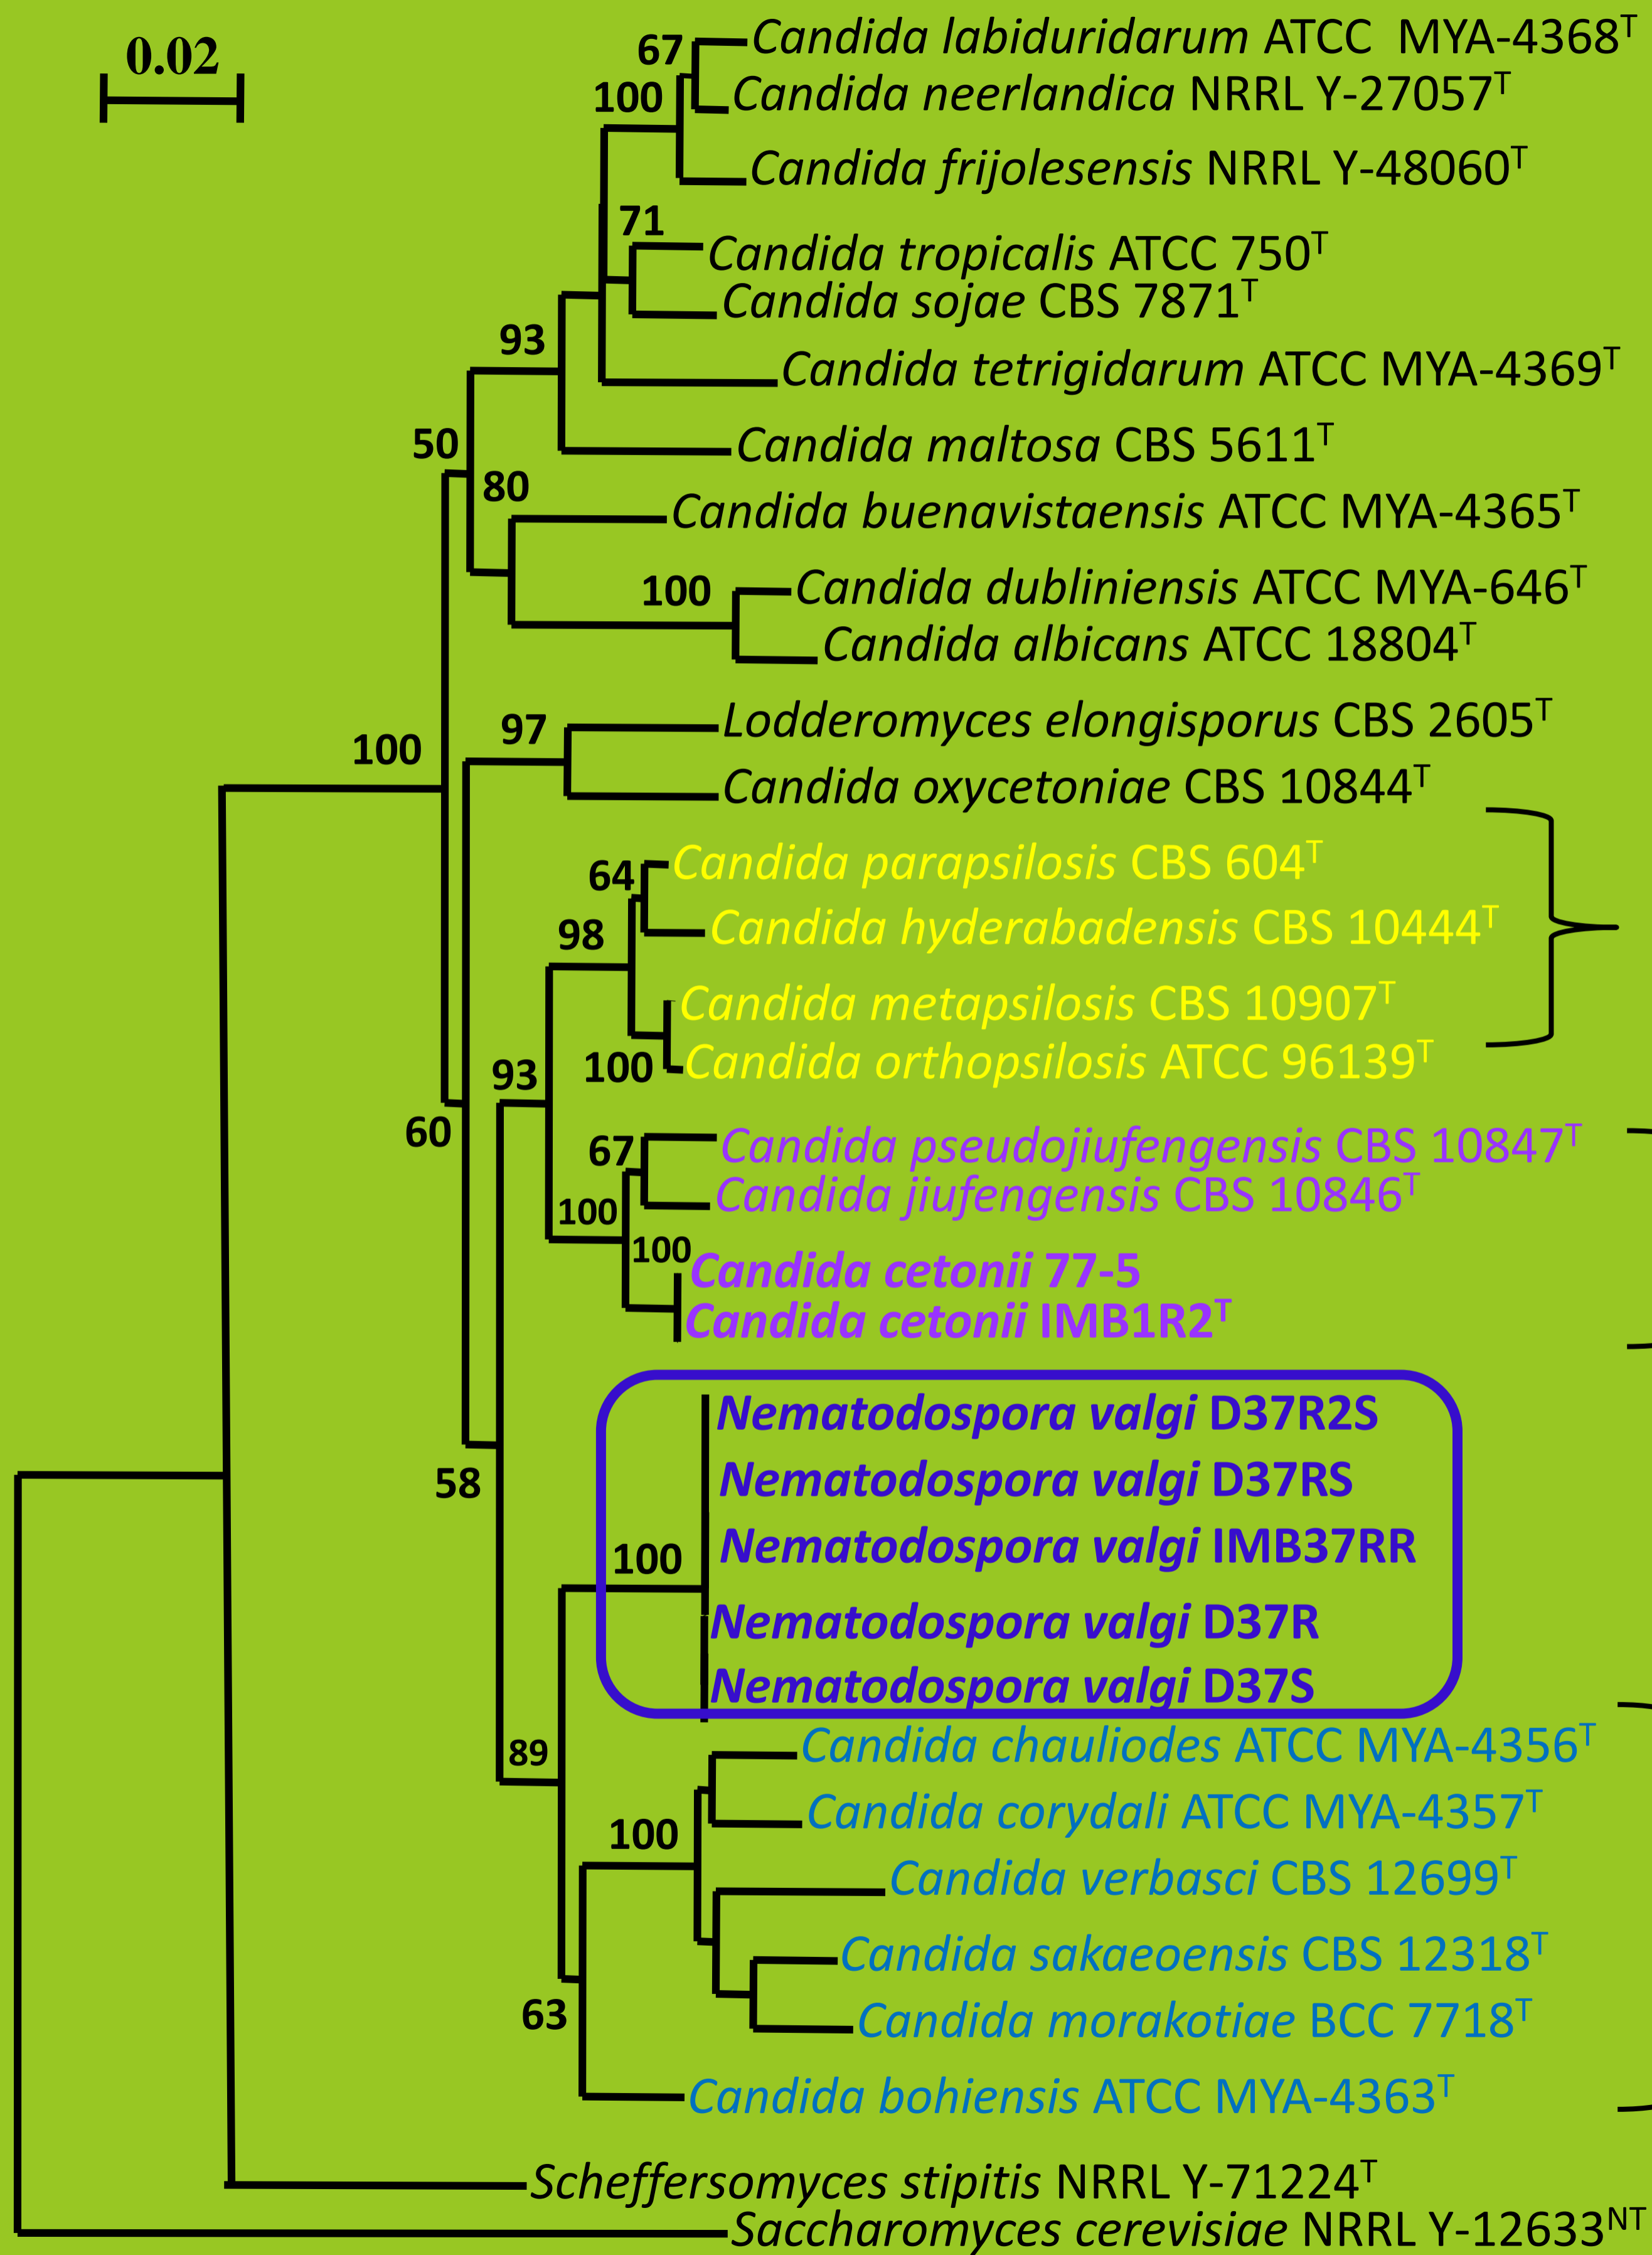 0.02
67
Candida labiduridarum ATCC MYA-4368T
100
Candida neerlandica NRRL Y-27057T
Candida frijolesensis NRRL Y-48060T
71
Candida tropicalis ATCC 750T
Candida sojae CBS 7871T
93
Candida tetrigidarum ATCC MYA-4369T
50
Candida maltosa CBS 5611T
80
Candida buenavistaensis ATCC MYA-4365T
100
Candida dubliniensis ATCC MYA-646T
Candida albicans ATCC 18804T
97
Lodderomyces elongisporus CBS 2605T
100
Candida oxycetoniae CBS 10844T
64
Candida parapsilosis CBS 604T
98
Candida hyderabadensis CBS 10444T
Candida metapsilosis CBS 10907T
100
Candida orthopsilosis ATCC 96139T
93
60
67
Candida pseudojiufengensis CBS 10847T
Candida jiufengensis CBS 10846T
100
100
Candida cetonii 77-5
Candida cetonii IMB1R2T
Nematodospora valgi D37R2S
58
Nematodospora valgi D37RS
Nematodospora valgi IMB37RR
100
Nematodospora valgi D37R
Nematodospora valgi D37S
89
Candida chauliodes ATCC MYA-4356T
Candida corydali ATCC MYA-4357T
100
Candida verbasci CBS 12699T
Candida sakaeoensis CBS 12318T
63
Candida morakotiae BCC 7718T
Candida bohiensis ATCC MYA-4363T
Scheffersomyces stipitis NRRL Y-71224T
Saccharomyces cerevisiae NRRL Y-12633NT